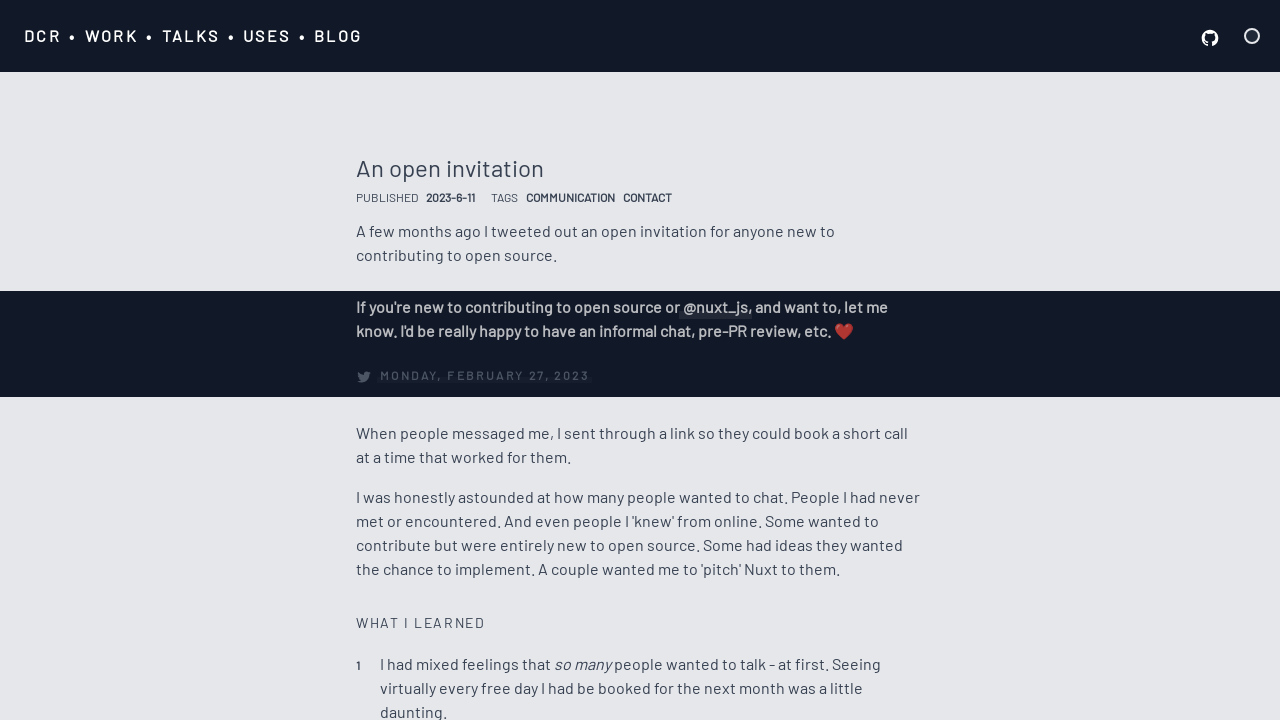 DCR • WORK • TALKS • USES • BLOG
An open invitation
PUBLISHED 2023-6-11 TAGS COMMUNICATION CONTACT
A few months ago I tweeted out an open invitation for anyone new to
contributing to open source.
If you're new to contributing to open source or @nuxt_js, and want to, let me
know. I'd be really happy to have an informal chat, pre-PR review, etc. ❤️
MONDAY, FEBRUARY 27, 2023
When people messaged me, I sent through a link so they could book a short call
at a time that worked for them.
I was honestly astounded at how many people wanted to chat. People I had never
met or encountered. And even people I 'knew' from online. Some wanted to
contribute but were entirely new to open source. Some had ideas they wanted
the chance to implement. A couple wanted me to 'pitch' Nuxt to them.
WHAT I LEARNED
1 I had mixed feelings that so many people wanted to talk - at first. Seeing
virtually every free day I had be booked for the next month was a little
daunting.